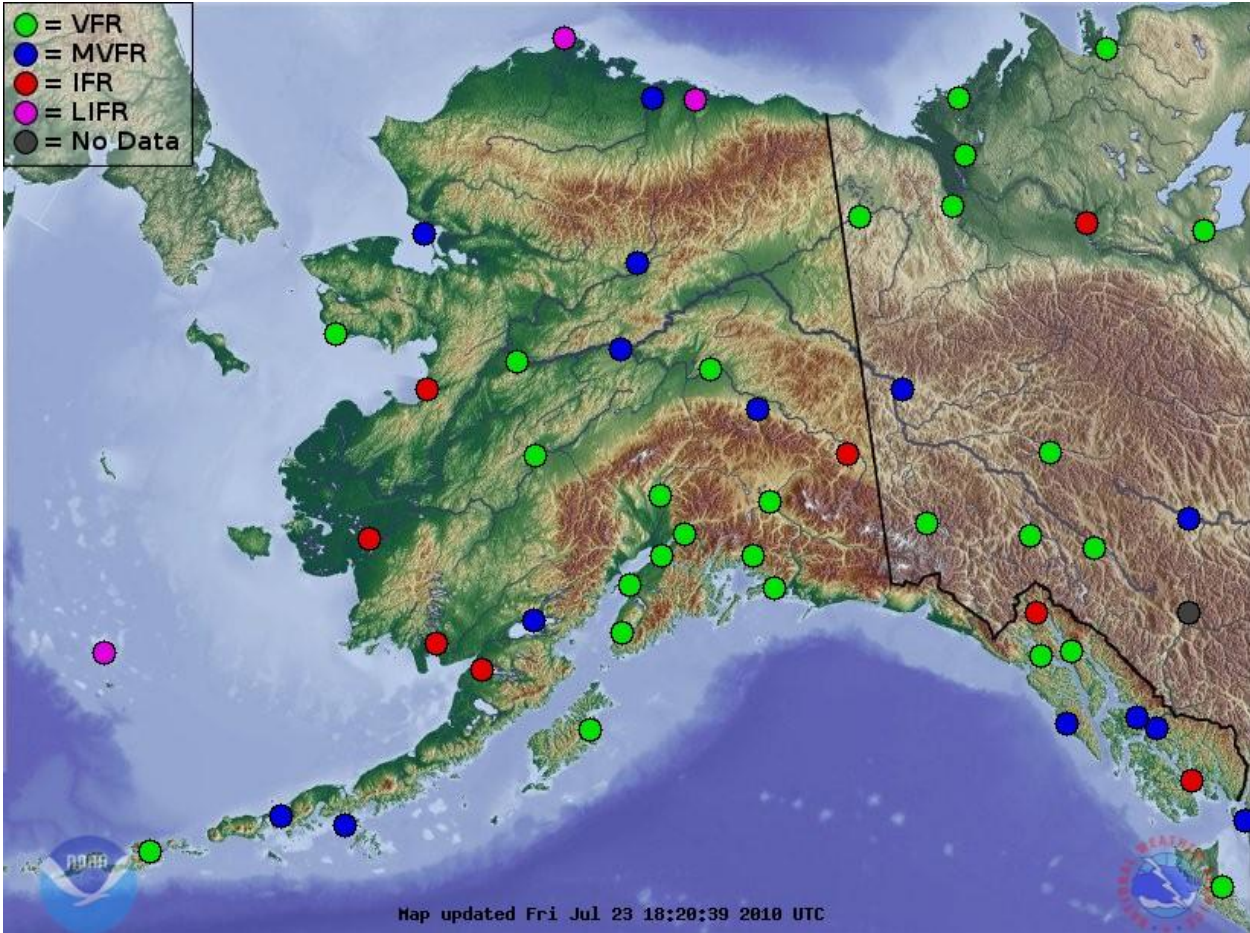 = VFR
= MVFR
= IFR
= LIFR
= No Data
NOAA
Map updated Fri Jul 23 18:20:39 2010 UTC